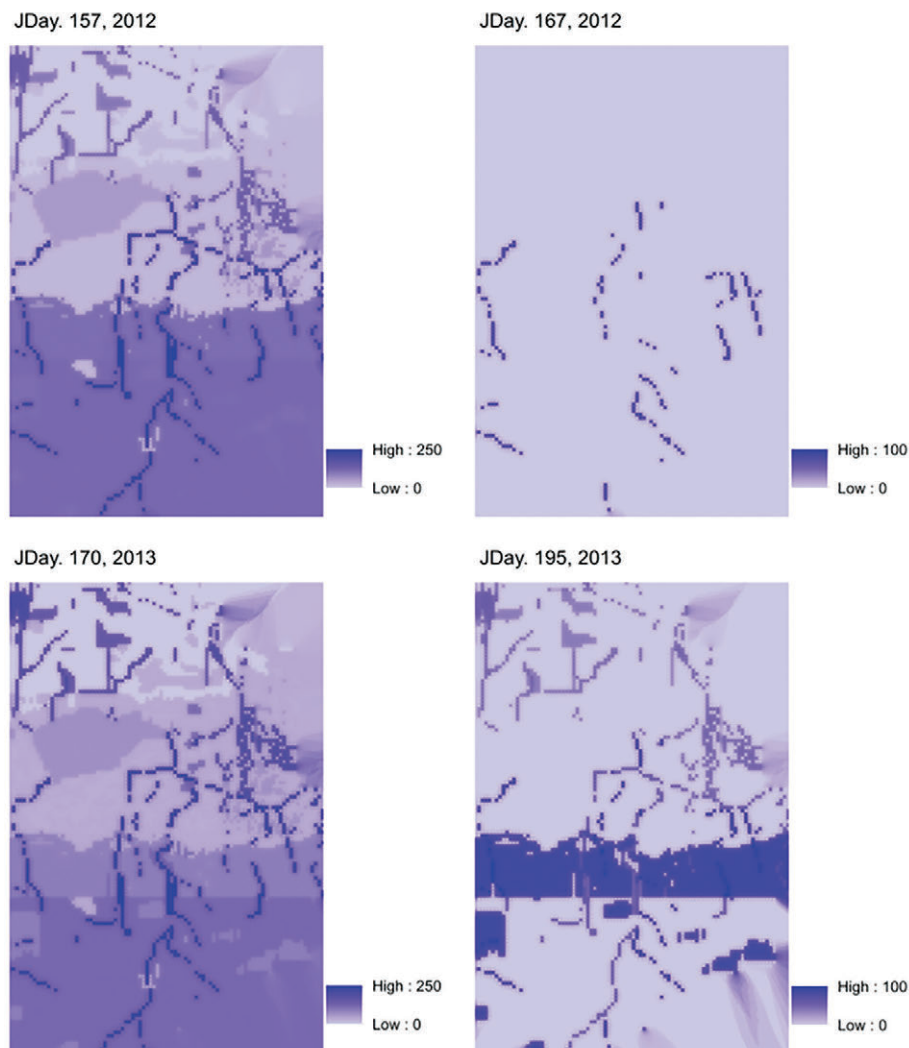 JDay. 157, 2012
High : 250
Low : 0
JDay. 167, 2012
High : 100
Low : 0
JDay. 170, 2013
High : 250
Low : 0
JDay. 195, 2013
High : 100
Low : 0